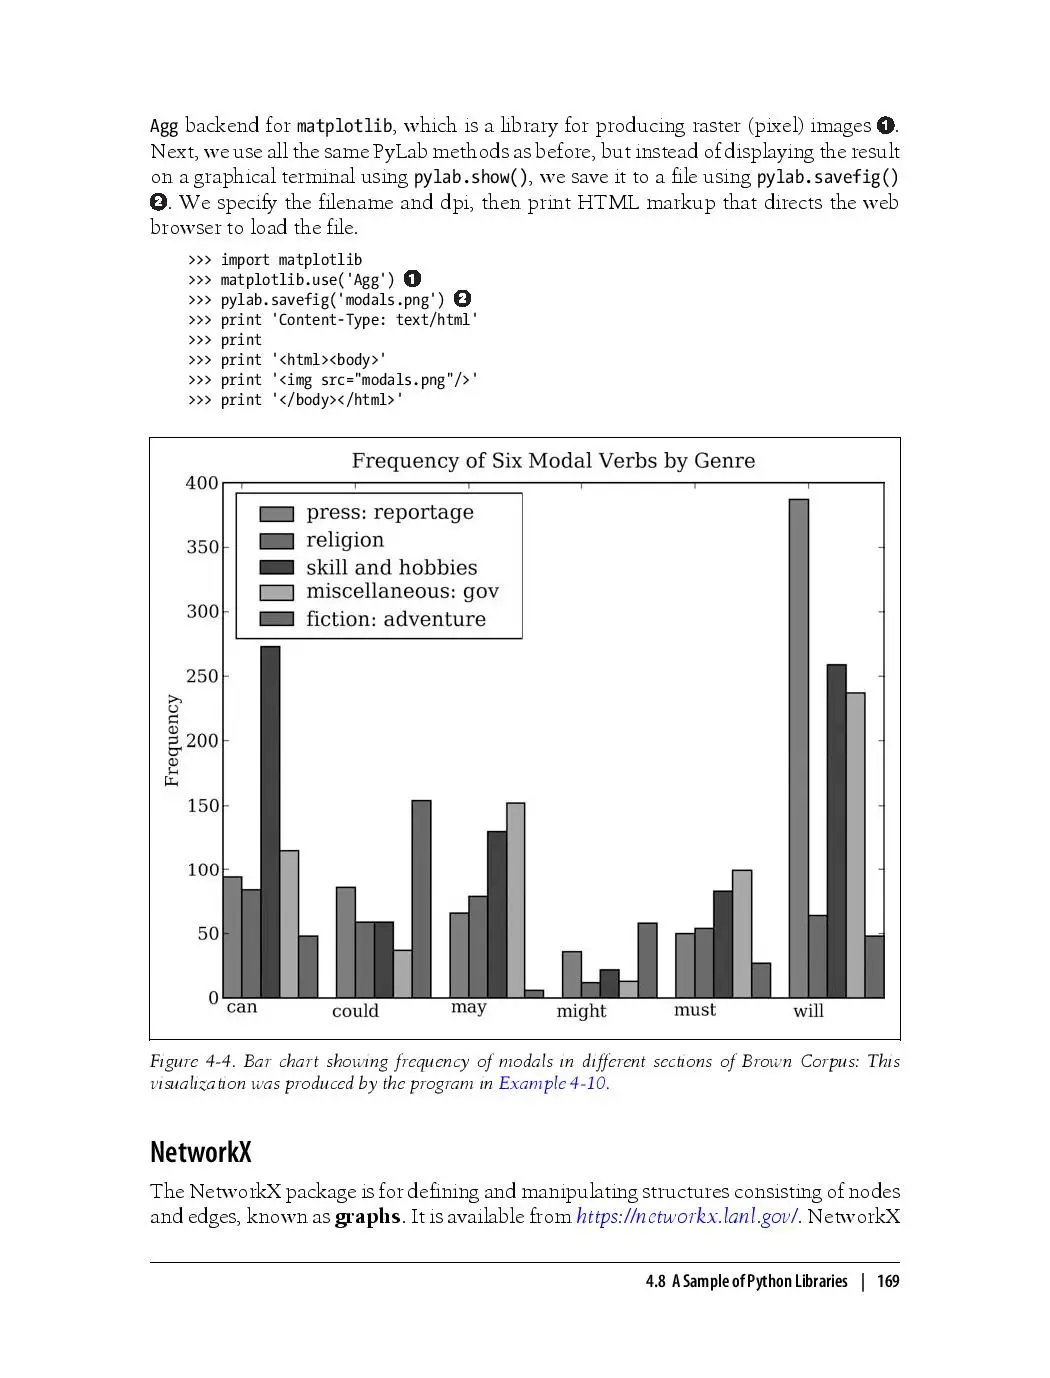 Agg backend for matplotlib, which is a library for producing raster (pixel) images ❶.
Next, we use all the same PyLab methods as before, but instead of displaying the result
on a graphical terminal using pylab.show(), we save it to a file using pylab.savefig()
❷. We specify the filename and dpi, then print HTML markup that directs the web
browser to load the file.
>>> import matplotlib
>>> matplotlib.use('Agg') ❶
>>> pylab.savefig('modals.png') ❷
>>> print 'Content-Type: text/html'
>>> print
>>> print '<html><body>'
>>> print '<img src="modals.png"/>'
>>> print '</body></html>'
Frequency of Six Modal Verbs by Genre
400
350
300
250
200
150
100
50
0
Frequency
press: reportage
religion
skill and hobbies
miscellaneous: gov
fiction: adventure
can could may might must will
Figure 4-4. Bar chart showing frequency of modals in different sections of Brown Corpus: This
visualization was produced by the program in Example 4-10.
NetworkX
The NetworkX package is for defining and manipulating structures consisting of nodes
and edges, known as graphs. It is available from https://networkx.lanl.gov/. NetworkX
4.8 A Sample of Python Libraries | 169